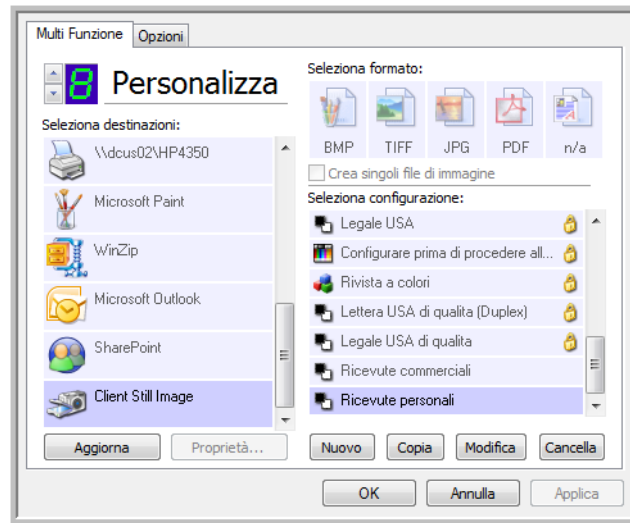 Multi Funzione Opzioni
8 Personalizza
Seleziona destinazioni:
\\dcus02\HP4350
Microsoft Paint
WinZip
Microsoft Outlook
SharePoint
Client Still Image
Aggiorna Proprietà...
Seleziona formato:
BMP TIFF JPG PDF n/a
Crea singoli file di immagine
Seleziona configurazione:
Legale USA
Configurare prima di procedere all...
Rivista a colori
Lettera USA di qualita (Duplex)
Legale USA di qualita
Ricevute commerciali
Ricevute personali
Nuovo Copia Modifica Cancella
OK Annulla Applica